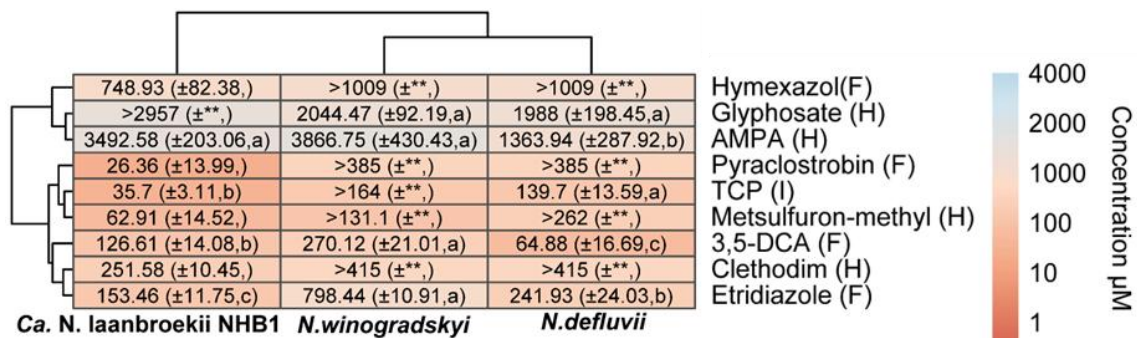 748.93 (±82.38,) >1009 (±**,) >1009 (±**,) Hymexazol(F)
>2957 (±**,) 2044.47 (±92.19,a) 1988 (±198.45,a) Glyphosate (H)
3492.58 (±203.06,a) 3866.75 (±430.43,a) 1363.94 (±287.92,b) AMPA (H)
26.36 (±13.99,) >385 (±**,) >385 (±**,) Pyraclostrobin (F)
35.7 (±3.11,b) >164 (±**,) 139.7 (±13.59,a) TCP (I)
62.91 (±14.52,) >131.1 (±**,) >262 (±**,) Metsulfuron-methyl (H)
126.61 (±14.08,b) 270.12 (±21.01,a) 64.88 (±16.69,c) 3,5-DCA (F)
251.58 (±10.45,) >415 (±**,) >415 (±**,) Clethodim (H)
153.46 (±11.75,c) 798.44 (±10.91,a) 241.93 (±24.03,b) Etridiazole (F)
Ca. N. laanbroekii NHB1 N.winogradskyi N.defluvii
4000
2000
1000
100
10
1
Concentration µM